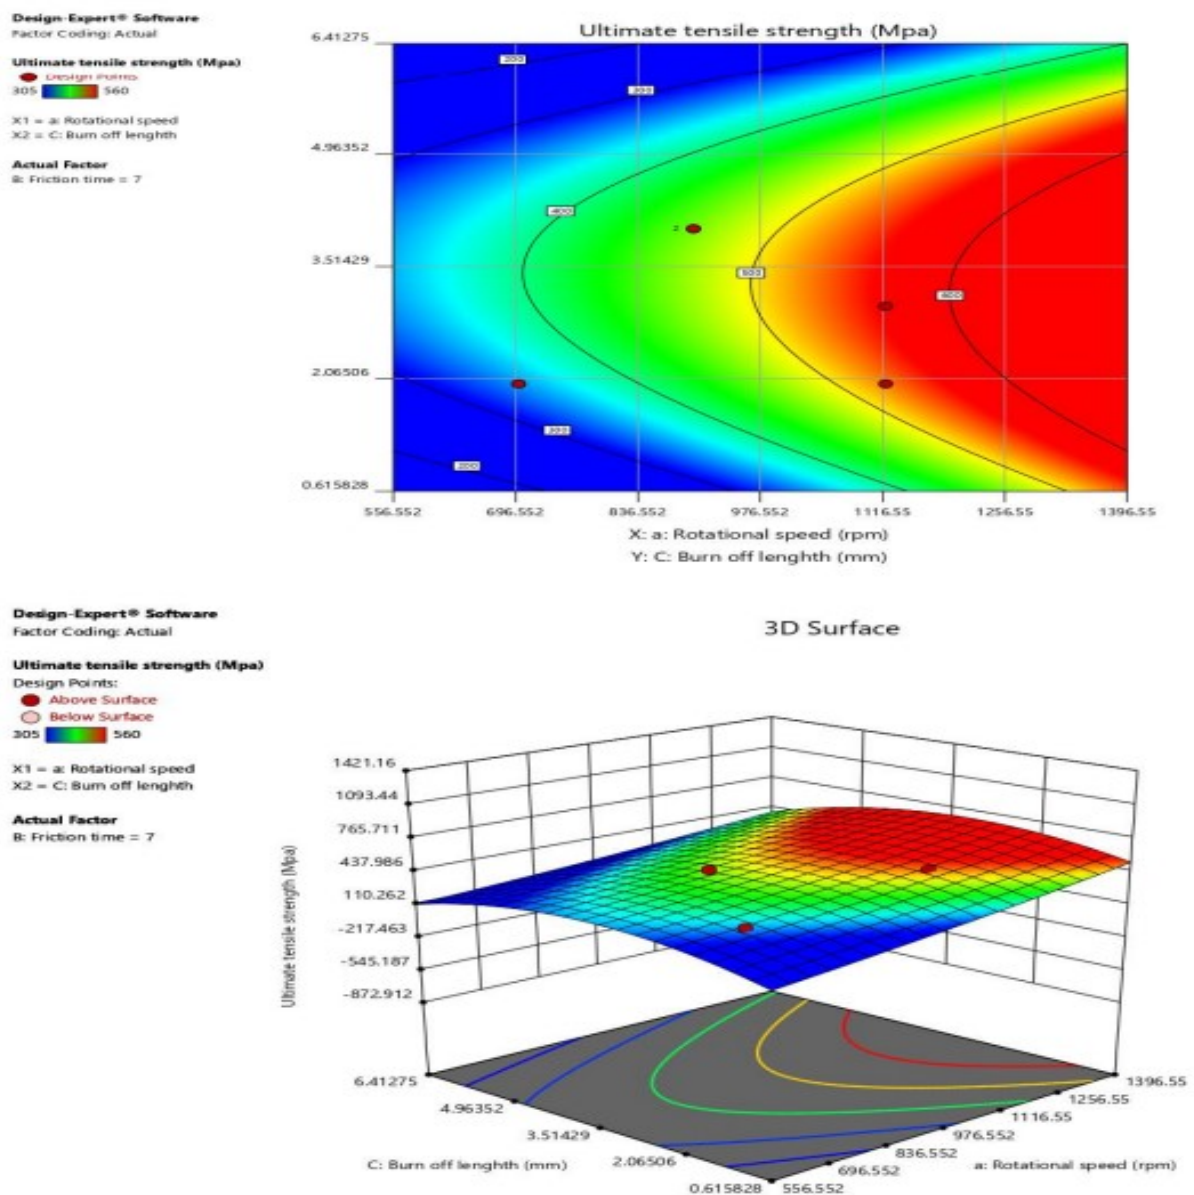 Design-Expert® Software
Factor Coding: Actual
Ultimate tensile strength (Mpa)
Design Points
305 560
X1 = a: Rotational speed
X2 = C: Burn off lenghth
Actual Factor
B: Friction time = 7
Ultimate tensile strength (Mpa)
6.41275
4.96352
3.51429
2.06506
0.615828
200
300
400
2
500
600
300
200
556.552 696.552 836.552 976.552 1116.55 1256.55 1396.55
X: a: Rotational speed (rpm)
Y: C: Burn off lenghth (mm)
Design-Expert® Software
Factor Coding: Actual
Ultimate tensile strength (Mpa)
Design Points:
Above Surface
Below Surface
305 560
X1 = a: Rotational speed
X2 = C: Burn off lenghth
Actual Factor
B: Friction time = 7
3D Surface
1421.16
1093.44
765.711
437.986
110.262
-217.463
-545.187
-872.912
Ultimate tensile strength (Mpa)
6.41275
4.96352
3.51429
2.06506
0.615828
C: Burn off lenghth (mm)
1396.55
1256.55
1116.55
976.552
836.552
696.552
556.552
a: Rotational speed (rpm)